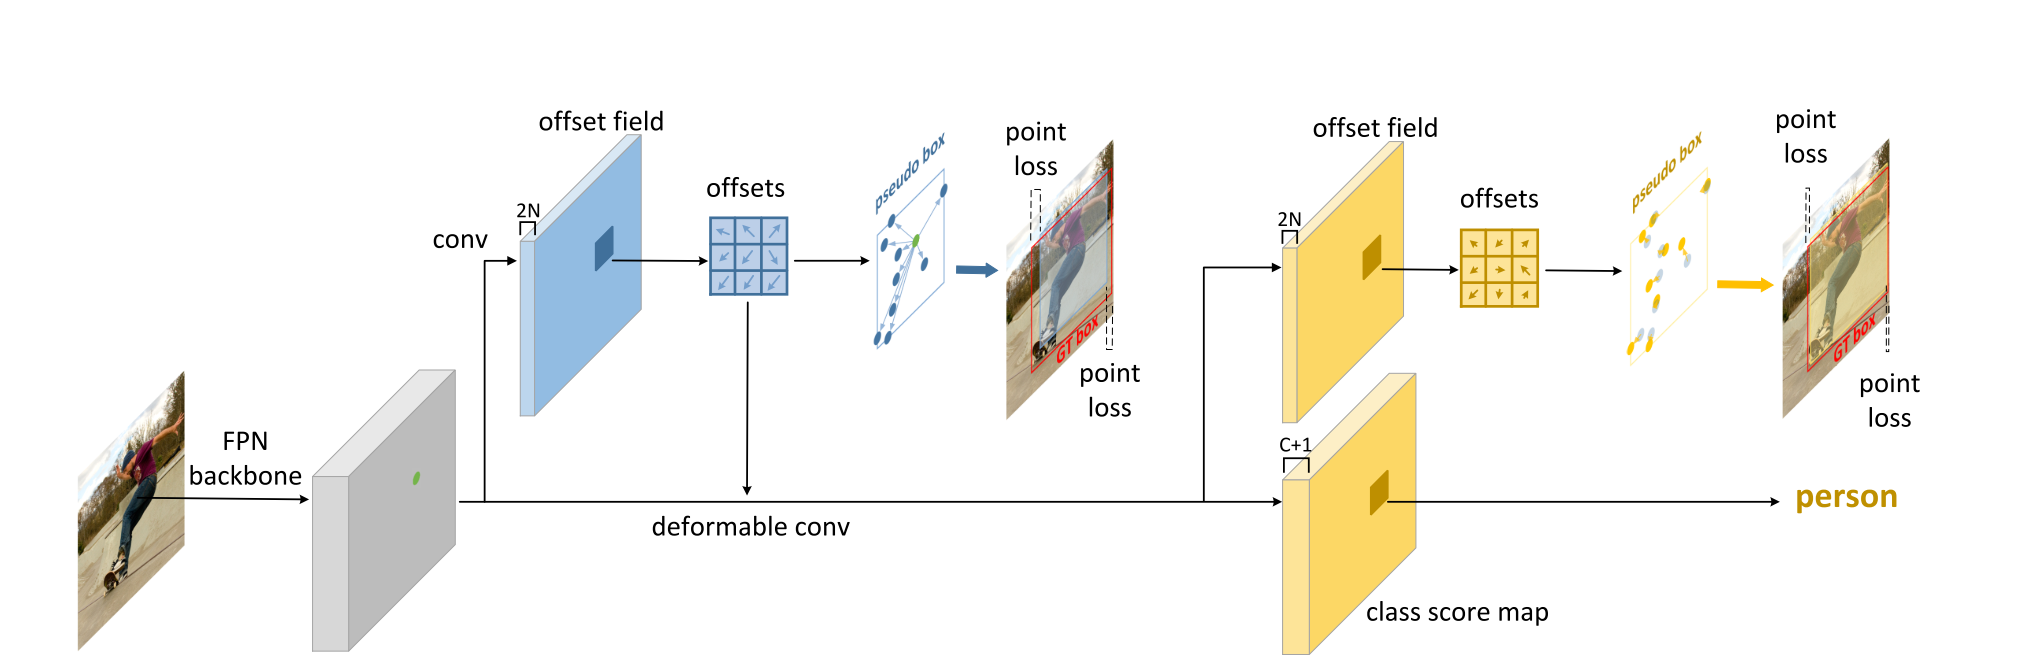 FPN
backbone
conv
offset field
2N
offsets
pseudo box
point
loss
GT box
point
loss
deformable conv
offset field
2N
offsets
pseudo box
point
loss
GT box
point
loss
C+1
class score map
person